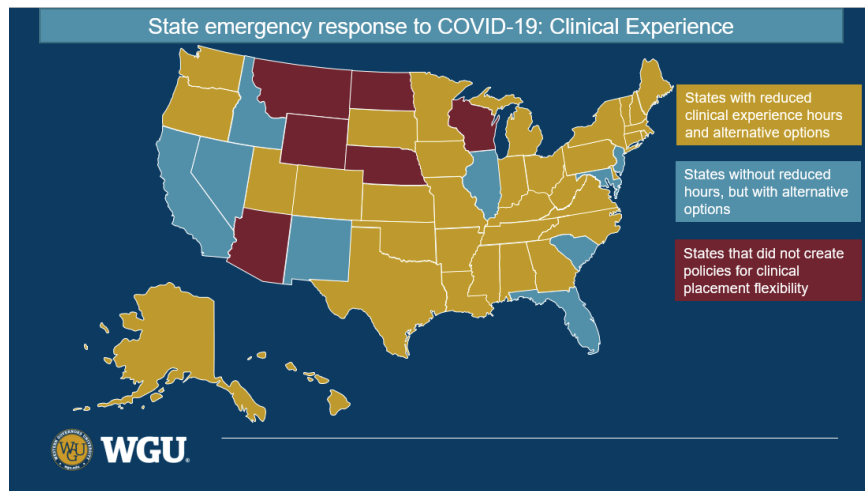 State emergency response to COVID-19: Clinical Experience
States with reduced
clinical experience hours
and alternative options
States without reduced
hours, but with alternative
options
States that did not create
policies for clinical
placement flexibility
WGU.